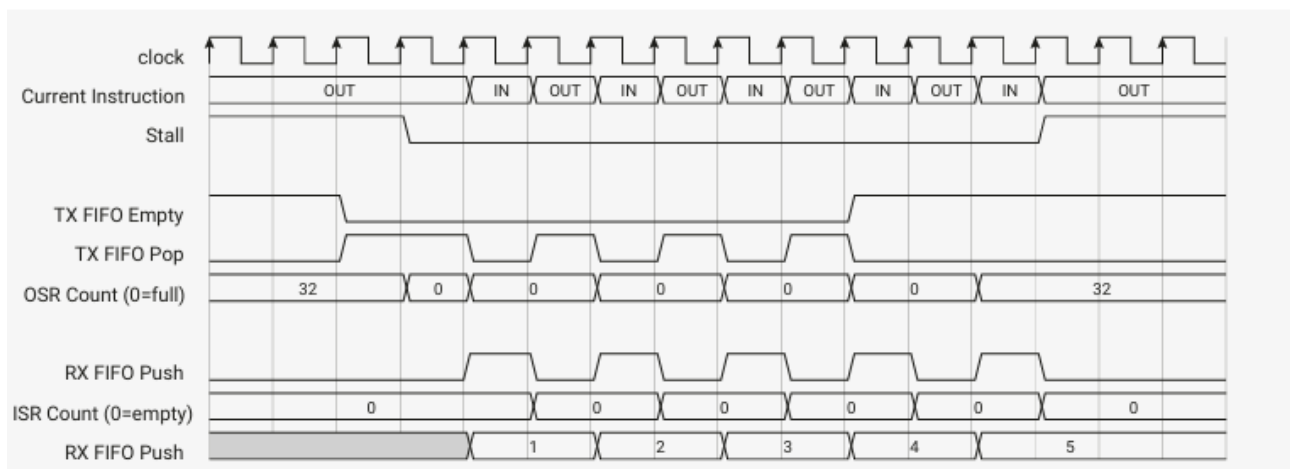 clock
Current Instruction OUT IN OUT IN OUT IN OUT IN OUT IN OUT
Stall
TX FIFO Empty
TX FIFO Pop
OSR Count (0=full) 32 0 0 0 0 0 32
RX FIFO Push
ISR Count (0=empty) 0 0 0 0 0 0
RX FIFO Push 1 2 3 4 5